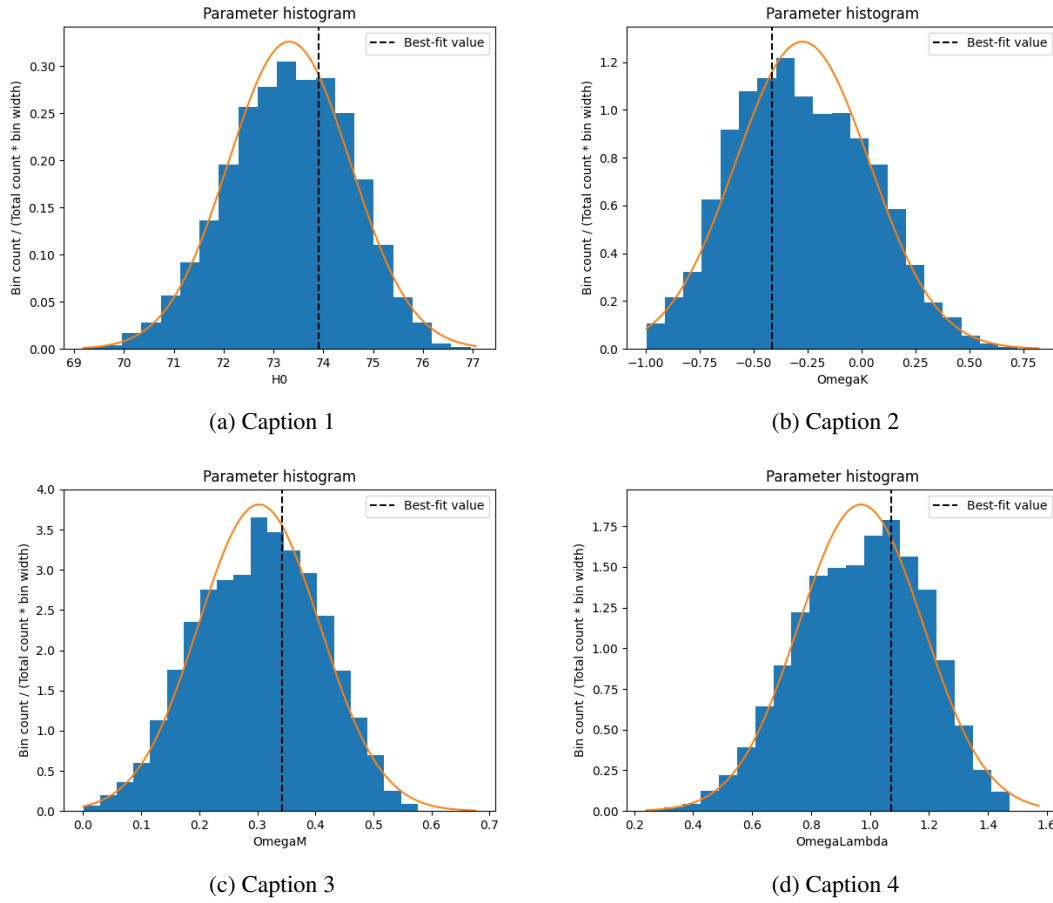 Parameter histogram
Best-fit value
Bin count / (Total count * bin width)
0.30
0.25
0.20
0.15
0.10
0.05
0.00
69 70 71 72 73 74 75 76 77
H0
(a) Caption 1
Parameter histogram
Best-fit value
Bin count / (Total count * bin width)
1.2
1.0
0.8
0.6
0.4
0.2
0.0
−1.00 −0.75 −0.50 −0.25 0.00 0.25 0.50 0.75
OmegaK
(b) Caption 2
Parameter histogram
Best-fit value
Bin count / (Total count * bin width)
4.0
3.5
3.0
2.5
2.0
1.5
1.0
0.5
0.0
0.0 0.1 0.2 0.3 0.4 0.5 0.6 0.7
OmegaM
(c) Caption 3
Parameter histogram
Best-fit value
Bin count / (Total count * bin width)
1.75
1.50
1.25
1.00
0.75
0.50
0.25
0.00
0.2 0.4 0.6 0.8 1.0 1.2 1.4 1.6
OmegaLambda
(d) Caption 4